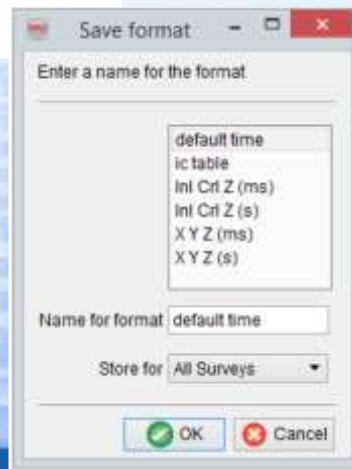 Save format
Enter a name for the format
default time
ic table
Inl Crl Z (ms)
Inl Crl Z (s)
X Y Z (ms)
X Y Z (s)
Name for format default time
Store for All Surveys
OK Cancel